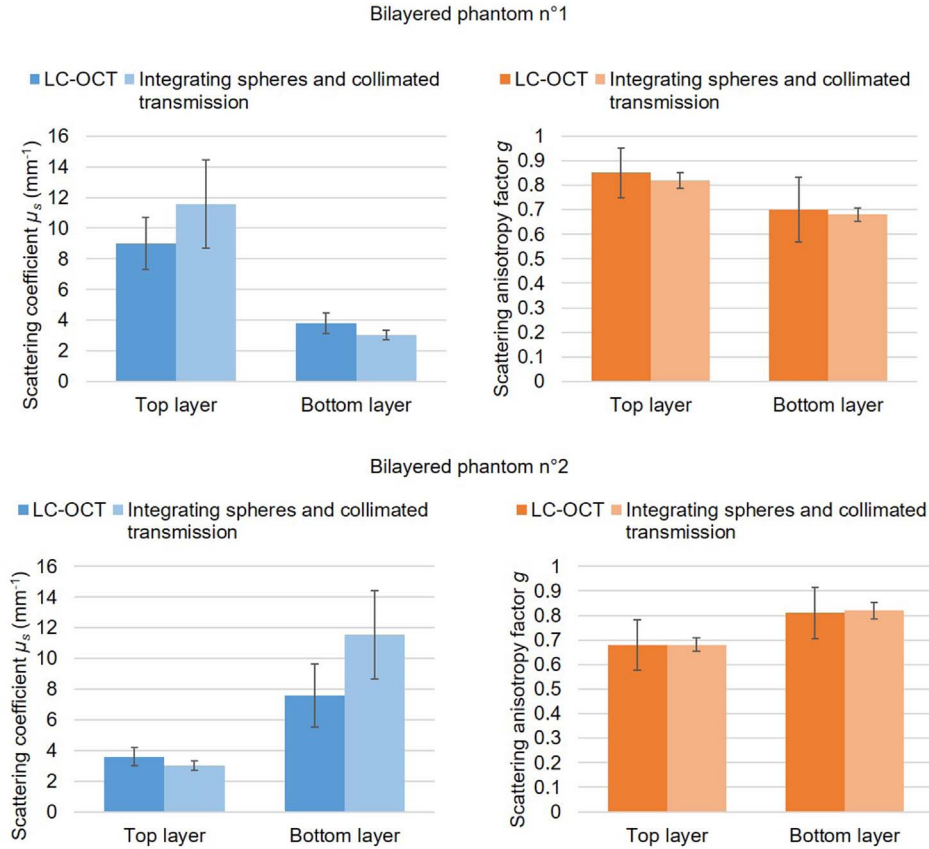 Bilayered phantom n°1
LC-OCT Integrating spheres and collimated
transmission
Scattering coefficient μs (mm-1)
16
14
12
10
8
6
4
2
0
Top layer Bottom layer
LC-OCT Integrating spheres and collimated
transmission
Scattering anisotropy factor g
1
0.9
0.8
0.7
0.6
0.5
0.4
0.3
0.2
0.1
0
Top layer Bottom layer
Bilayered phantom n°2
LC-OCT Integrating spheres and collimated
transmission
Scattering coefficient μs (mm-1)
16
14
12
10
8
6
4
2
0
Top layer Bottom layer
LC-OCT Integrating spheres and collimated
transmission
Scattering anisotropy factor g
1
0.9
0.8
0.7
0.6
0.5
0.4
0.3
0.2
0.1
0
Top layer Bottom layer